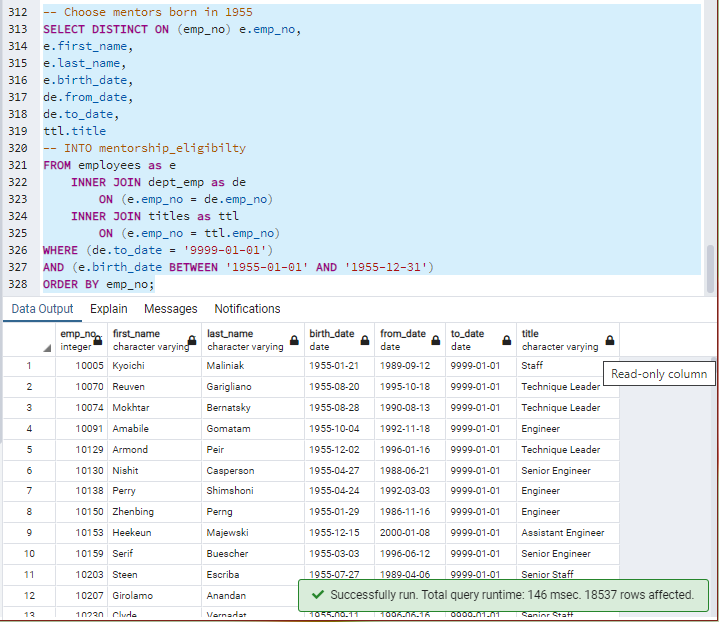 312 -- Choose mentors born in 1955
313 SELECT DISTINCT ON (emp_no) e.emp_no,
314 e.first_name,
315 e.last_name,
316 e.birth_date,
317 de.from_date,
318 de.to_date,
319 ttl.title
320 -- INTO mentorship_eligibilty
321 FROM employees as e
322 INNER JOIN dept_emp as de
323 ON (e.emp_no = de.emp_no)
324 INNER JOIN titles as ttl
325 ON (e.emp_no = ttl.emp_no)
326 WHERE (de.to_date = '9999-01-01')
327 AND (e.birth_date BETWEEN '1955-01-01' AND '1955-12-31')
328 ORDER BY emp_no;
Data Output Explain Messages Notifications
emp_no first_name last_name birth_date from_date to_date title
integer character varying character varying date date date character varying
1 10005 Kyoichi Maliniak 1955-01-21 1989-09-12 9999-01-01 Staff
Read-only column
2 10070 Reuven Garigliano 1955-08-20 1995-10-18 9999-01-01 Technique Leader
3 10074 Mokhtar Bernatsky 1955-08-28 1990-08-13 9999-01-01 Technique Leader
4 10091 Amabile Gomatam 1955-10-04 1992-11-18 9999-01-01 Engineer
5 10129 Armond Peir 1955-12-02 1996-01-16 9999-01-01 Technique Leader
6 10130 Nishit Casperson 1955-04-27 1988-06-21 9999-01-01 Senior Engineer
7 10138 Perry Shimshoni 1955-04-24 1992-03-03 9999-01-01 Engineer
8 10150 Zhenbing Perng 1955-01-29 1986-11-16 9999-01-01 Engineer
9 10153 Heekeun Majewski 1955-12-15 2000-01-08 9999-01-01 Assistant Engineer
10 10159 Serif Buescher 1955-03-03 1996-06-12 9999-01-01 Senior Engineer
11 10203 Steen Escriba 1955-07-27 1989-04-06 9999-01-01 Senior Staff
12 10207 Girolamo Anandan
Successfully run. Total query runtime: 146 msec. 18537 rows affected.
13 10230 Clyde Vernadat 1955-09-11 1996-06-16 9999-01-01 Senior Staff